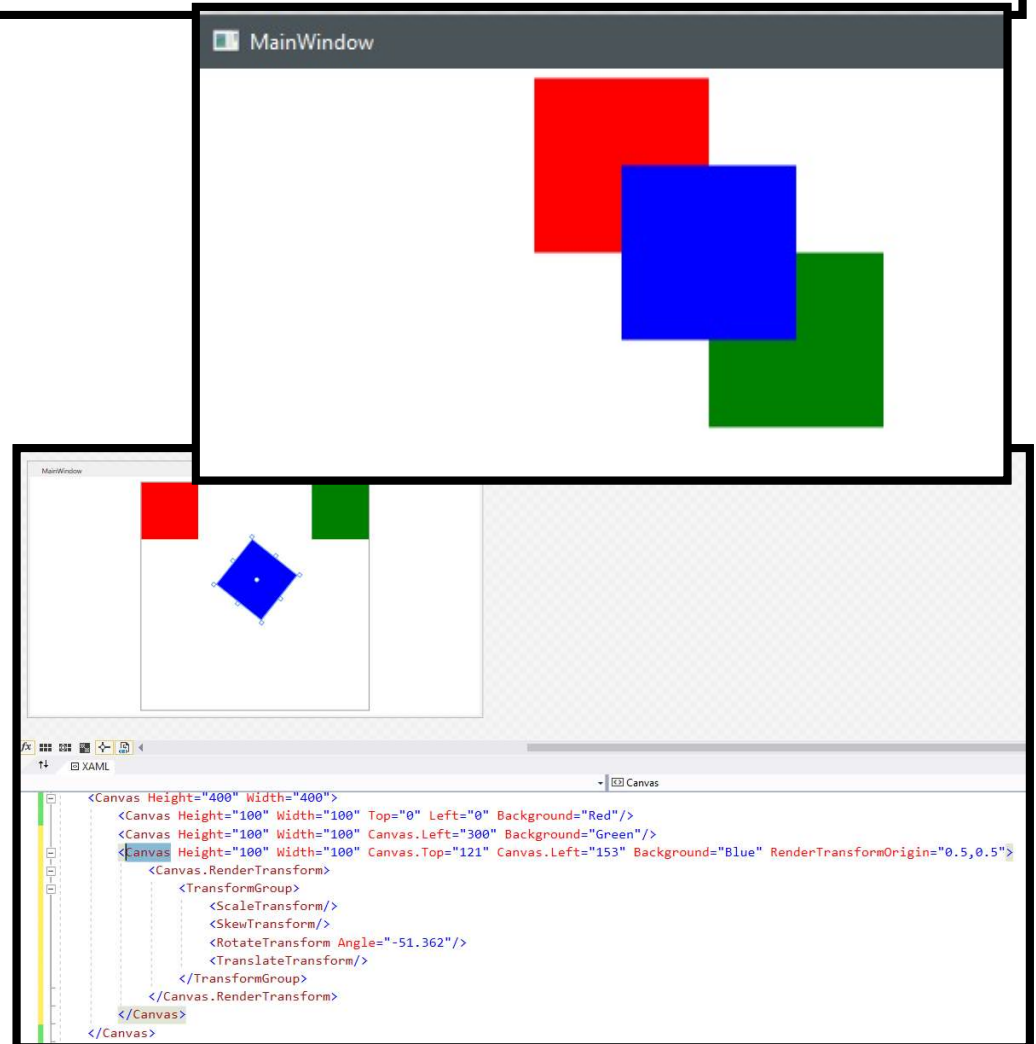 MainWindow
MainWindow
fx
XAML
Canvas
<Canvas Height="400" Width="400">
<Canvas Height="100" Width="100" Top="0" Left="0" Background="Red"/>
<Canvas Height="100" Width="100" Canvas.Left="300" Background="Green"/>
<Canvas Height="100" Width="100" Canvas.Top="121" Canvas.Left="153" Background="Blue" RenderTransformOrigin="0.5,0.5">
<Canvas.RenderTransform>
<TransformGroup>
<ScaleTransform/>
<SkewTransform/>
<RotateTransform Angle="-51.362"/>
<TranslateTransform/>
</TransformGroup>
</Canvas.RenderTransform>
</Canvas>
</Canvas>